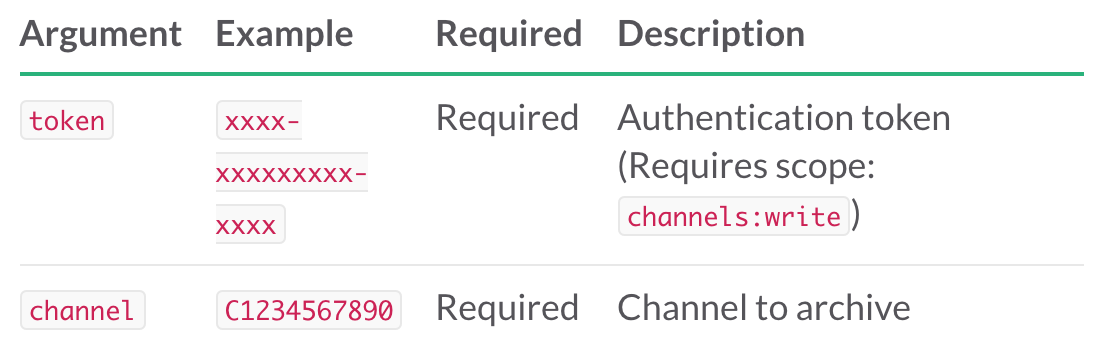 Argument Example Required Description
token xxxx- Required Authentication token
xxxxxxxxx- (Requires scope:
xxxx channels:write)
channel C1234567890 Required Channel to archive